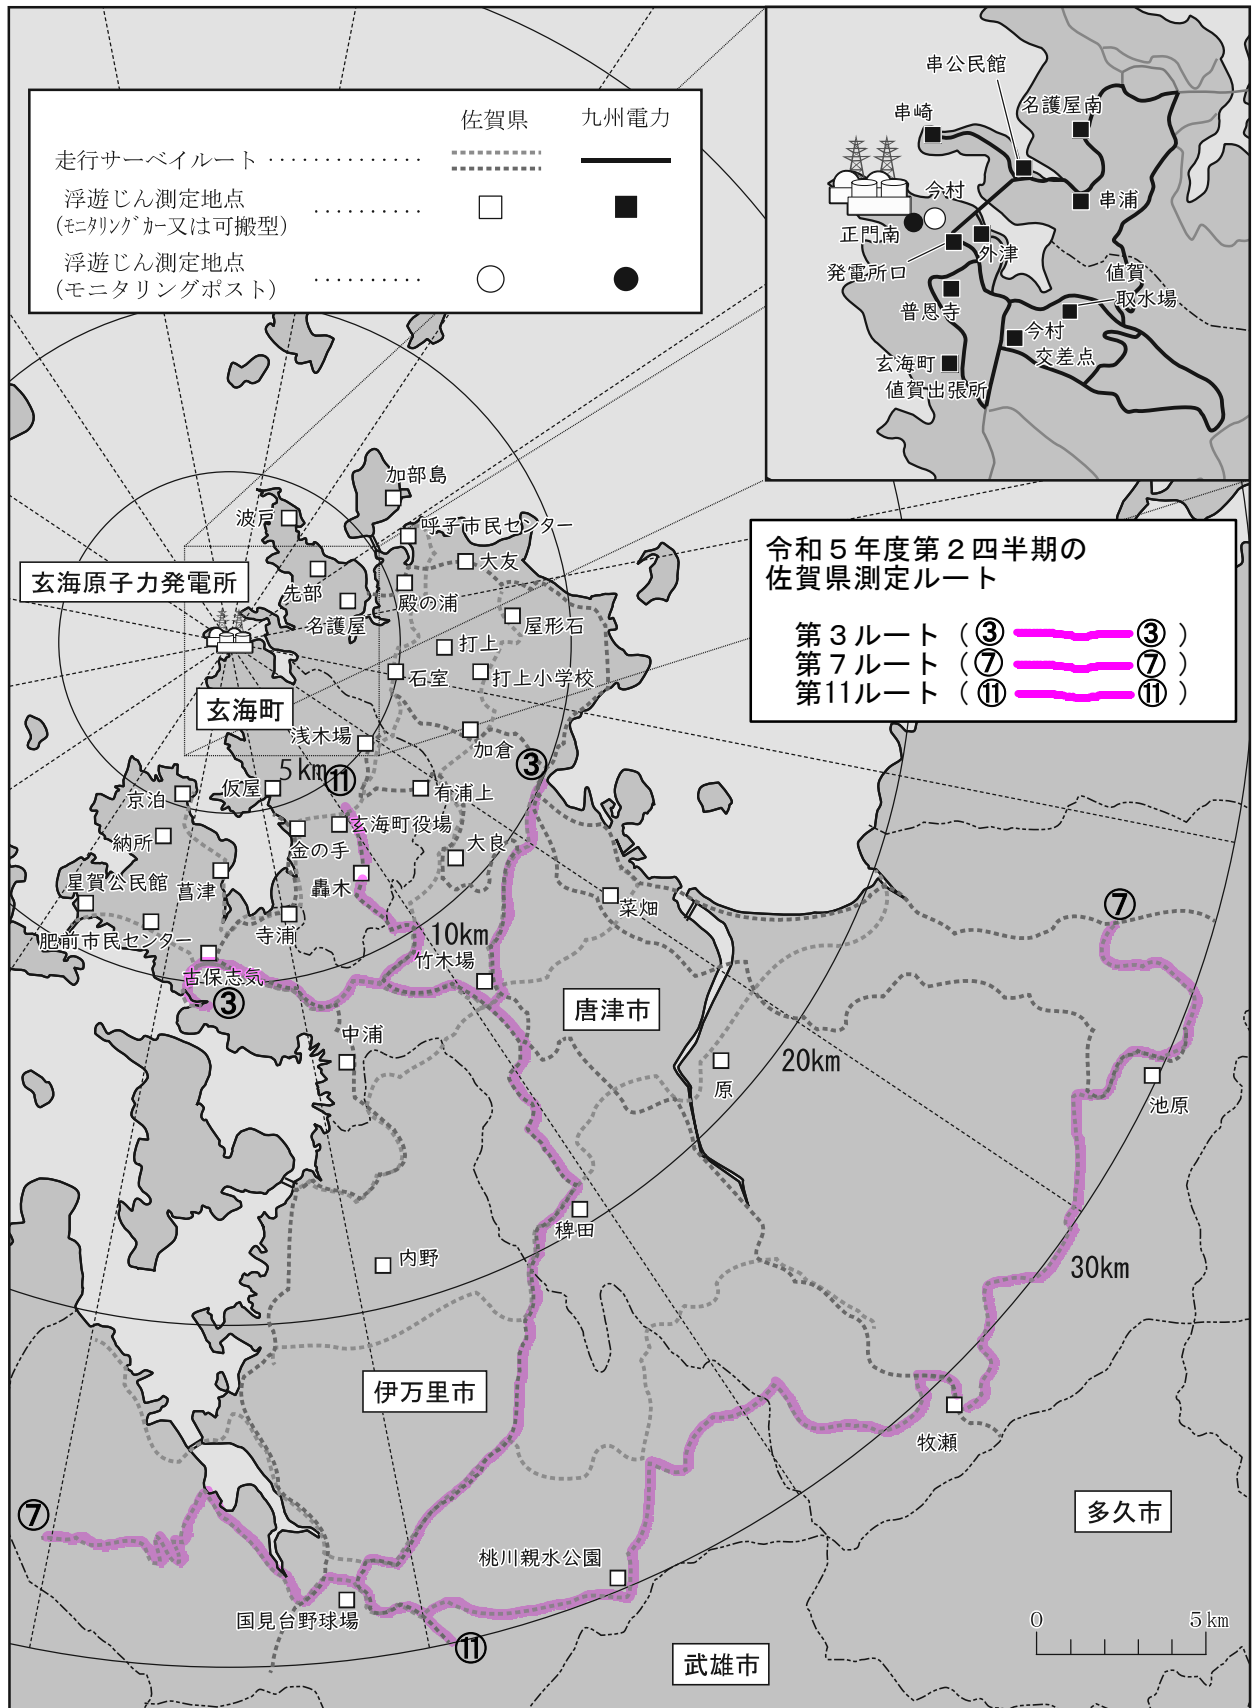 佐賀県 九州電力
走行サーベイルート ‥‥‥‥‥‥‥
浮遊じん測定地点
(ﾓﾆﾀﾘﾝｸﾞｶｰ又は可搬型) ‥‥‥‥‥
浮遊じん測定地点
(モニタリングポスト) ‥‥‥‥‥
串公民館
串崎
名護屋南
今村
串浦
正門南
外津
発電所口
値賀
取水場
普恩寺
今村
交差点
玄海町
値賀出張所
加部島
波戸
呼子市民センター
大友
玄海原子力発電所
先部
殿の浦
名護屋
屋形石
打上
石室
打上小学校
玄海町
浅木場
加倉
③
5km
⑪
京泊
仮屋
有浦上
納所
金の手
玄海町役場
大良
星賀公民館
菖津
轟木
菜畑
⑦
肥前市民センター
寺浦
10km
竹木場
古保志気
③
唐津市
中浦
原
20km
池原
稗田
内野
30km
伊万里市
牧瀬
⑦
多久市
桃川親水公園
国見台野球場
⑪
武雄市
0 5km
令和５年度第２四半期の
佐賀県測定ルート
第３ルート（③ ③）
第７ルート（⑦ ⑦）
第11ルート（⑪ ⑪）